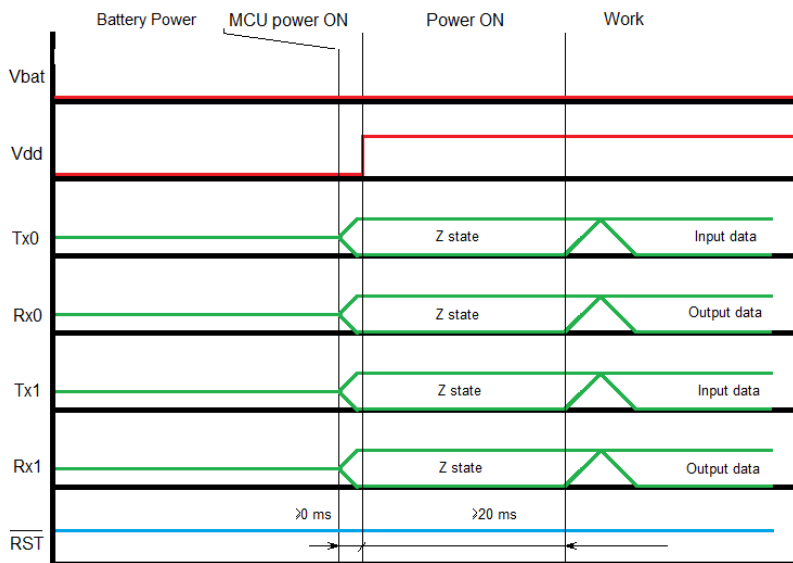 Battery Power MCU power ON Power ON Work
Vbat
Vdd
Tx0 Z state Input data
Rx0 Z state Output data
Tx1 Z state Input data
Rx1 Z state Output data
⩾0 ms ⩾20 ms
RST